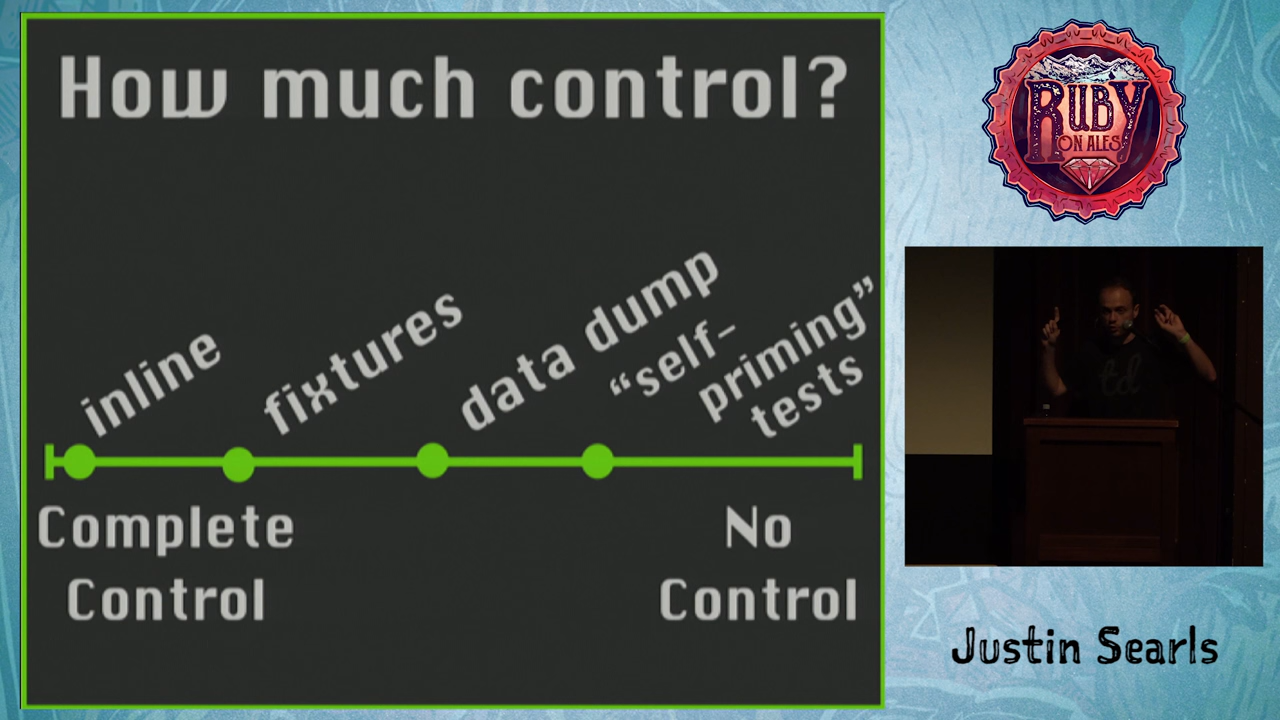 How much control?
inline
fixtures
data dump
“self-
priming”
tests
Complete
Control
No
Control
RUBY
ON ALES
td
Justin Searls